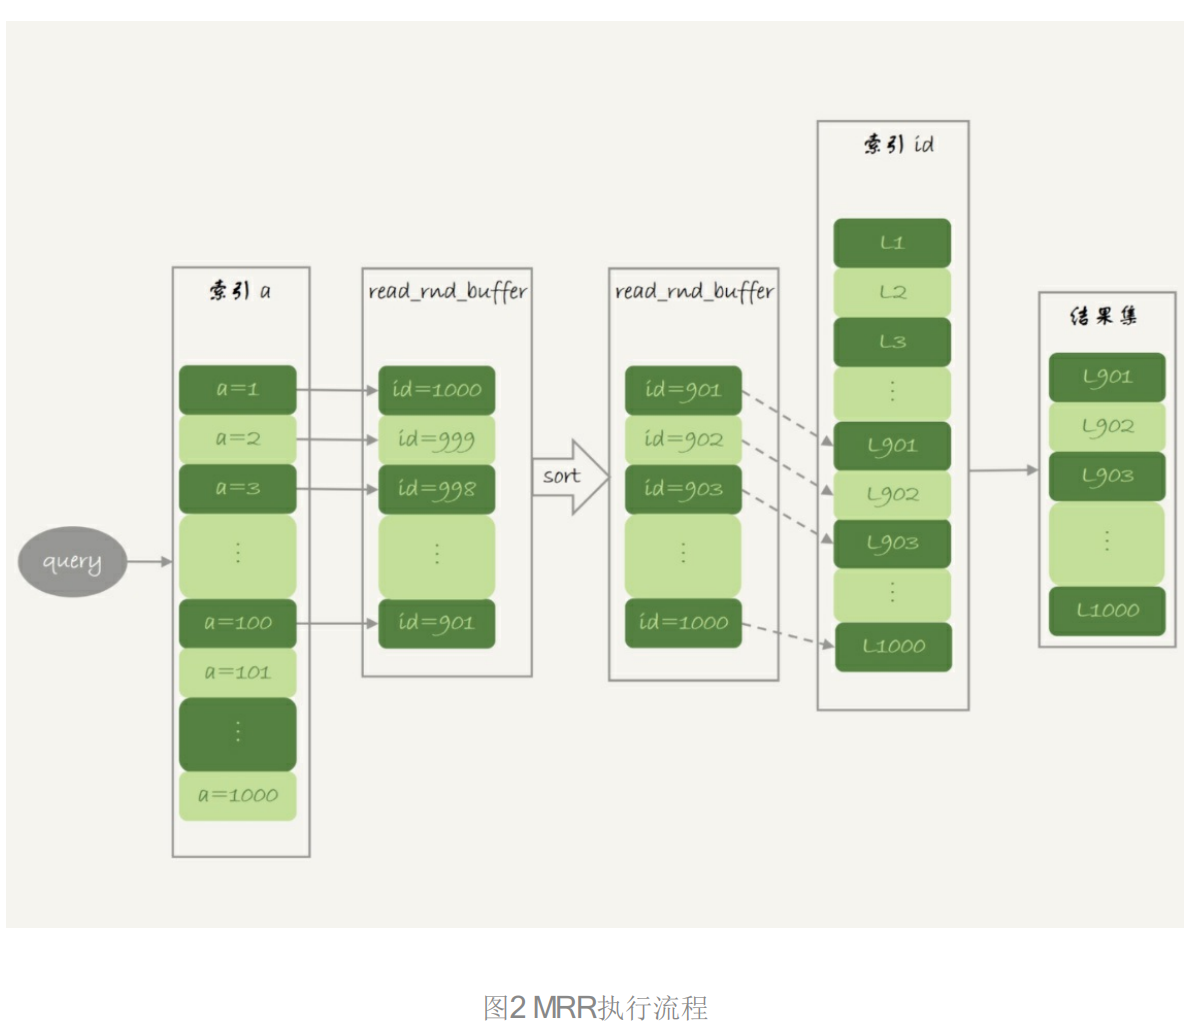 query
索引 a
a=1
a=2
a=3
⋮
a=100
a=101
⋮
a=1000
read_rnd_buffer
id=1000
id=999
id=998
⋮
id=901
sort
read_rnd_buffer
id=901
id=902
id=903
⋮
id=1000
索引 id
L1
L2
L3
⋮
L901
L902
L903
⋮
L1000
结果集
L901
L902
L903
⋮
L1000
图2 MRR执行流程